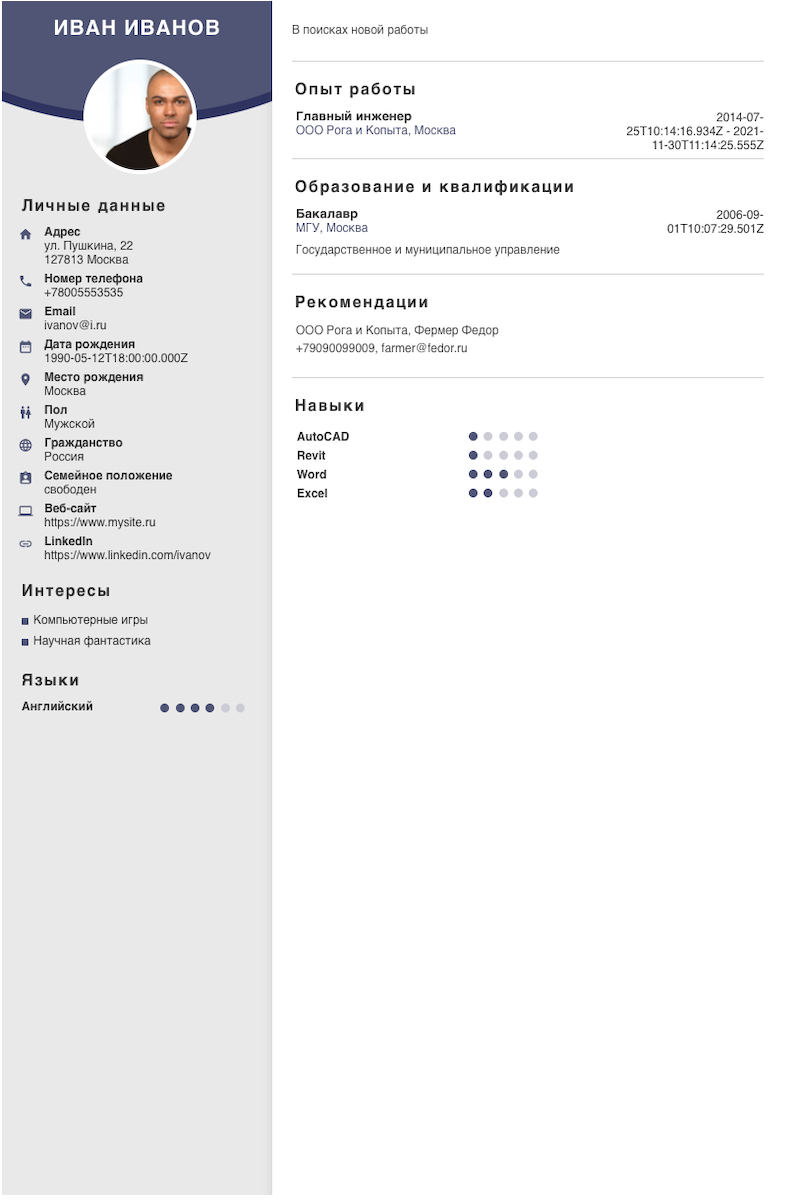 ИВАН ИВАНОВ
Личные данные
Адрес
ул. Пушкина, 22
127813 Москва
Номер телефона
+78005553535
Email
ivanov@i.ru
Дата рождения
1990-05-12T18:00:00.000Z
Место рождения
Москва
Пол
Мужской
Гражданство
Россия
Семейное положение
свободен
Веб-сайт
https://www.mysite.ru
LinkedIn
https://www.linkedin.com/ivanov
Интересы
Компьютерные игры
Научная фантастика
Языки
Английский
В поисках новой работы
Опыт работы
Главный инженер
ООО Рога и Копыта, Москва
2014-07-
25T10:14:16.934Z - 2021-
11-30T11:14:25.555Z
Образование и квалификации
Бакалавр
МГУ, Москва
2006-09-
01T10:07:29.501Z
Государственное и муниципальное управление
Рекомендации
ООО Рога и Копыта, Фермер Федор
+79090099009, farmer@fedor.ru
Навыки
AutoCAD
Revit
Word
Excel